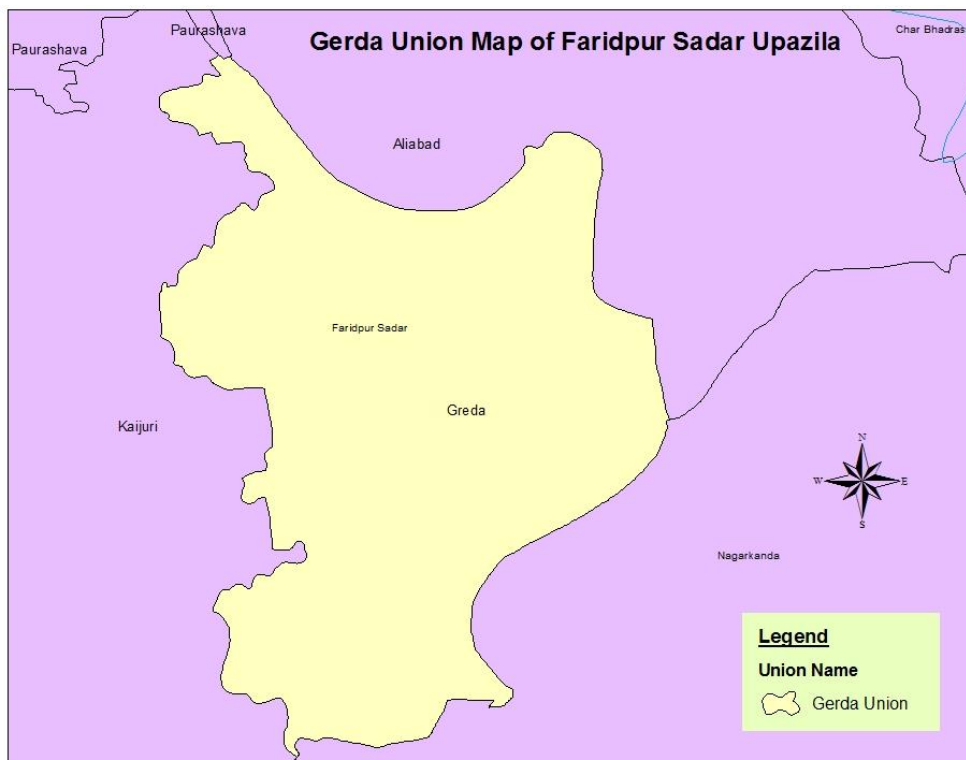 Paurashava
Paurashava
Gerda Union Map of Faridpur Sadar Upazila
Char Bhadras
Aliabad
Faridpur Sadar
Greda
Kaijuri
N
W
E
S
Nagarkanda
Legend
Union Name
Gerda Union